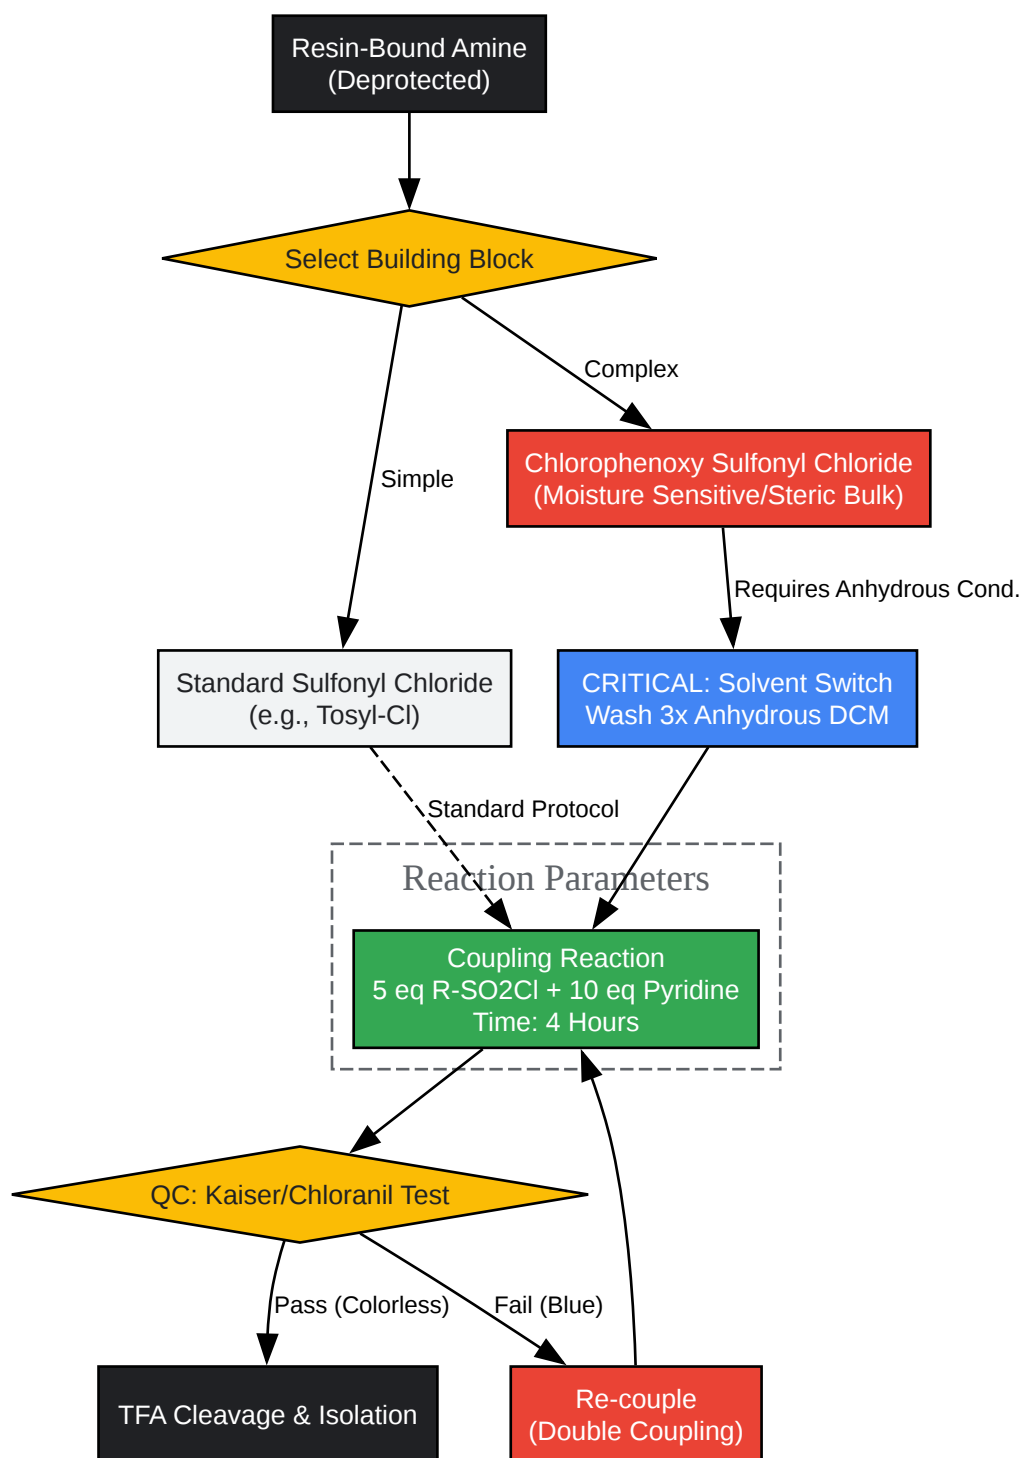 Resin-Bound Amine
(Deprotected)
Select Building Block
Complex
Simple
Chlorophenoxy Sulfonyl Chloride
(Moisture Sensitive/Steric Bulk)
Requires Anhydrous Cond.
Standard Sulfonyl Chloride
(e.g., Tosyl-Cl)
CRITICAL: Solvent Switch
Wash 3x Anhydrous DCM
Standard Protocol
Reaction Parameters
Coupling Reaction
5 eq R-SO2Cl + 10 eq Pyridine
Time: 4 Hours
QC: Kaiser/Chloranil Test
Pass (Colorless)
Fail (Blue)
TFA Cleavage & Isolation
Re-couple
(Double Coupling)